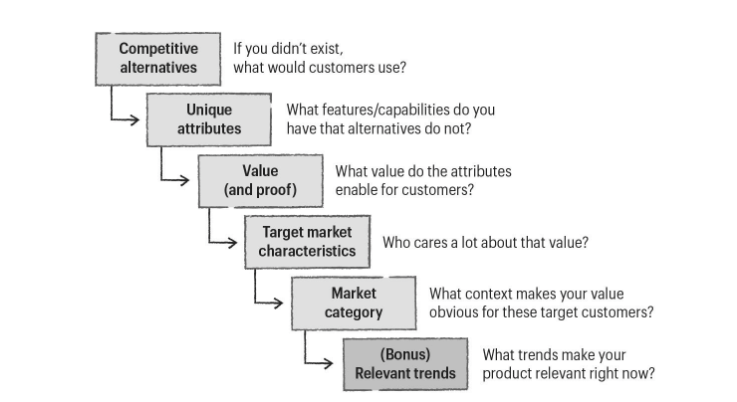 Competitive
alternatives
If you didn’t exist,
what would customers use?
Unique
attributes
What features/capabilities do you
have that alternatives do not?
Value
(and proof)
What value do the attributes
enable for customers?
Target market
characteristics
Who cares a lot about that value?
Market
category
What context makes your value
obvious for these target customers?
(Bonus)
Relevant trends
What trends make your
product relevant right now?